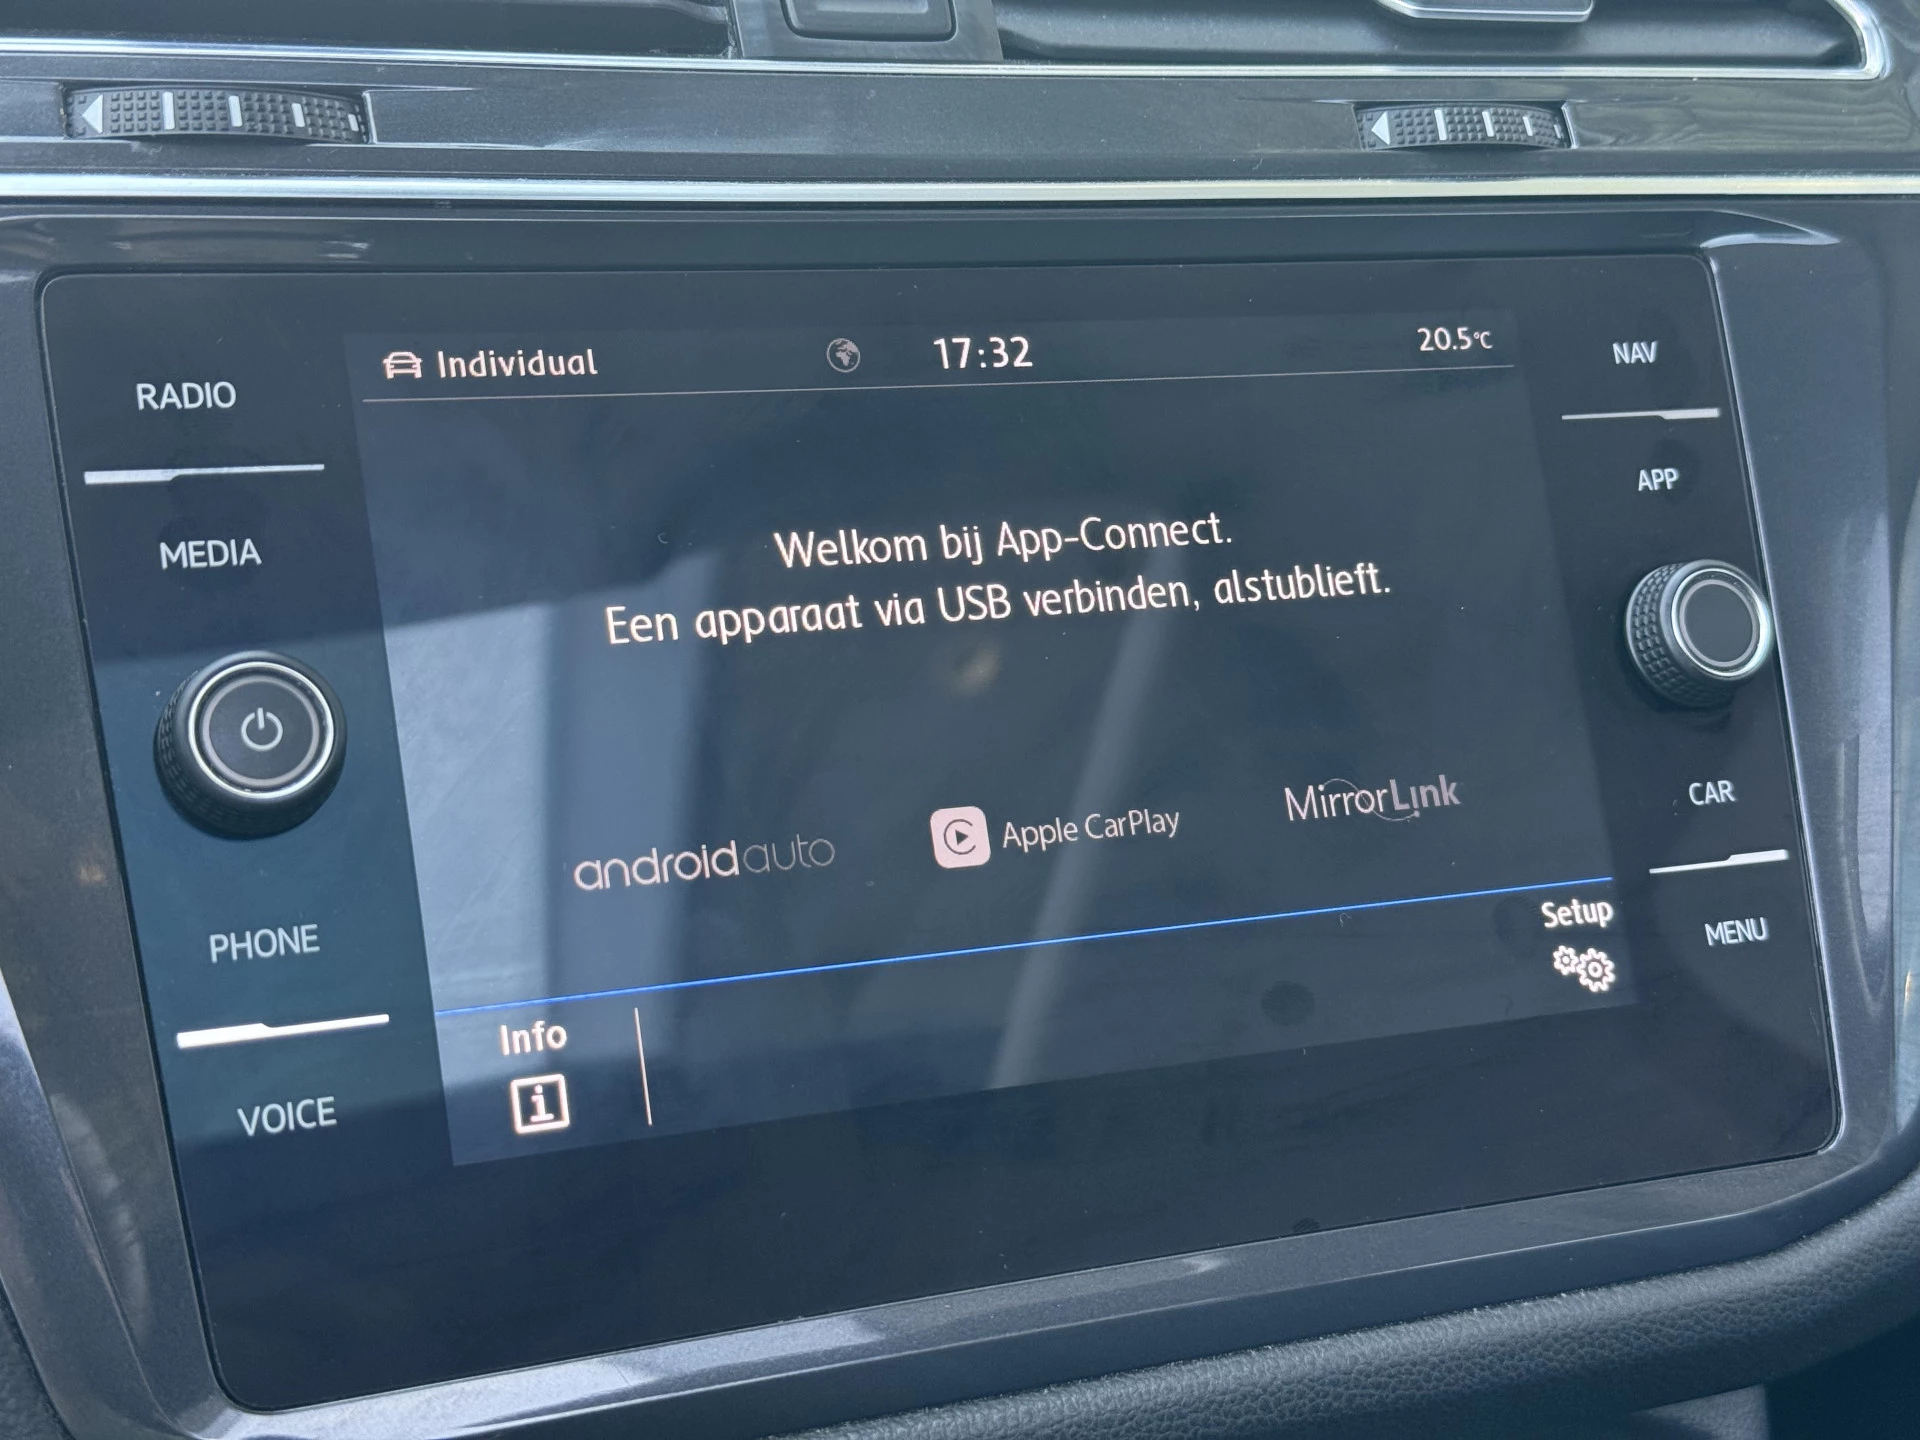 Individual 17:32 20.5°C
RADIO
MEDIA
PHONE
VOICE
Welkom bij App-Connect.
Een apparaat via USB verbinden, alstublieft.
androidauto Apple CarPlay MirrorLink
Info
Setup
NAV
APP
CAR
MENU